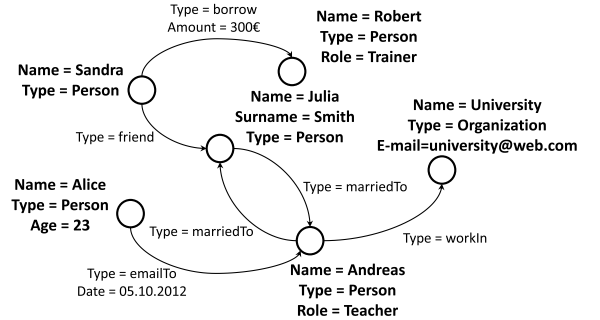 Type = borrow
Amount = 300€
Name = Robert
Type = Person
Role = Trainer
Name = Sandra
Type = Person
Name = Julia
Surname = Smith
Type = Person
Name = University
Type = Organization
E-mail=university@web.com
Type = friend
Type = marriedTo
Name = Alice
Type = Person
Age = 23
Type = marriedTo
Type = workIn
Type = emailTo
Date = 05.10.2012
Name = Andreas
Type = Person
Role = Teacher